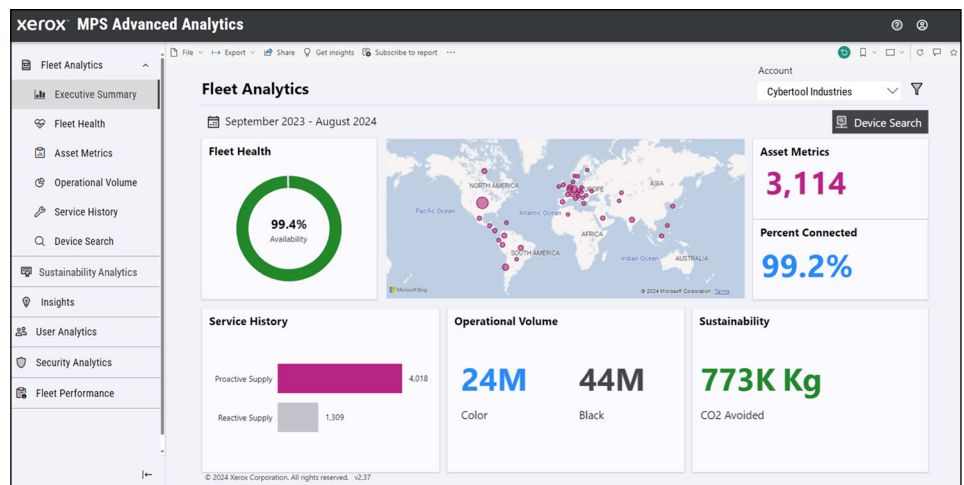 xerox™ MPS Advanced Analytics
Fleet Analytics
Executive Summary
Fleet Health
Asset Metrics
Operational Volume
Service History
Device Search
Sustainability Analytics
Insights
User Analytics
Security Analytics
Fleet Performance
File
Export
Share
Get insights
Subscribe to report
Fleet Analytics
Account
Cybertool Industries
September 2023 - August 2024
Device Search
Fleet Health
99.4%
Availability
NORTH AMERICA
EUROPE
ASIA
Pacific Ocean
Atlantic Ocean
AFRICA
SOUTH AMERICA
Indian Ocean
AUSTRALIA
Microsoft Bing
© 2024 Microsoft Corporation Terms
Asset Metrics
3,114
Percent Connected
99.2%
Service History
Proactive Supply
4,018
Reactive Supply
1,309
Operational Volume
24M
44M
Color
Black
Sustainability
773K Kg
CO2 Avoided
© 2024 Xerox Corporation. All rights reserved. v2.37